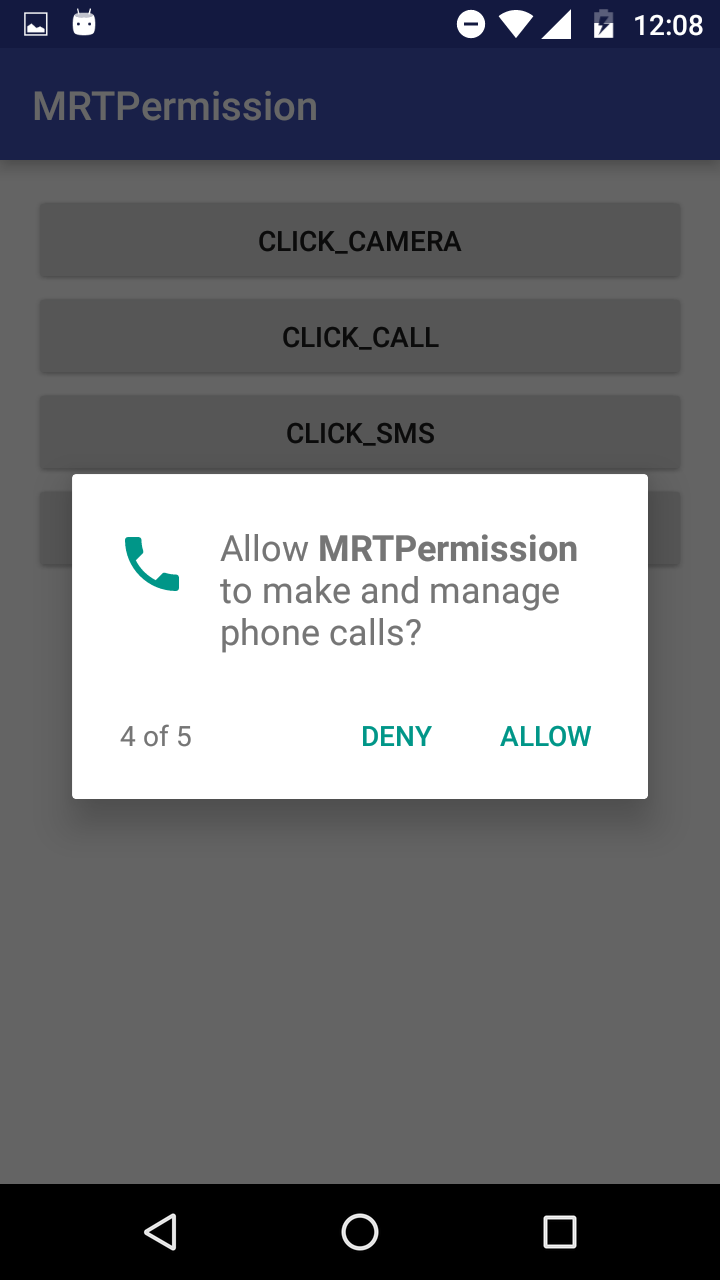 12:08
MRTPermission
CLICK_CAMERA
CLICK_CALL
CLICK_SMS
Allow MRTPermission
to make and manage
phone calls?
4 of 5
DENY
ALLOW